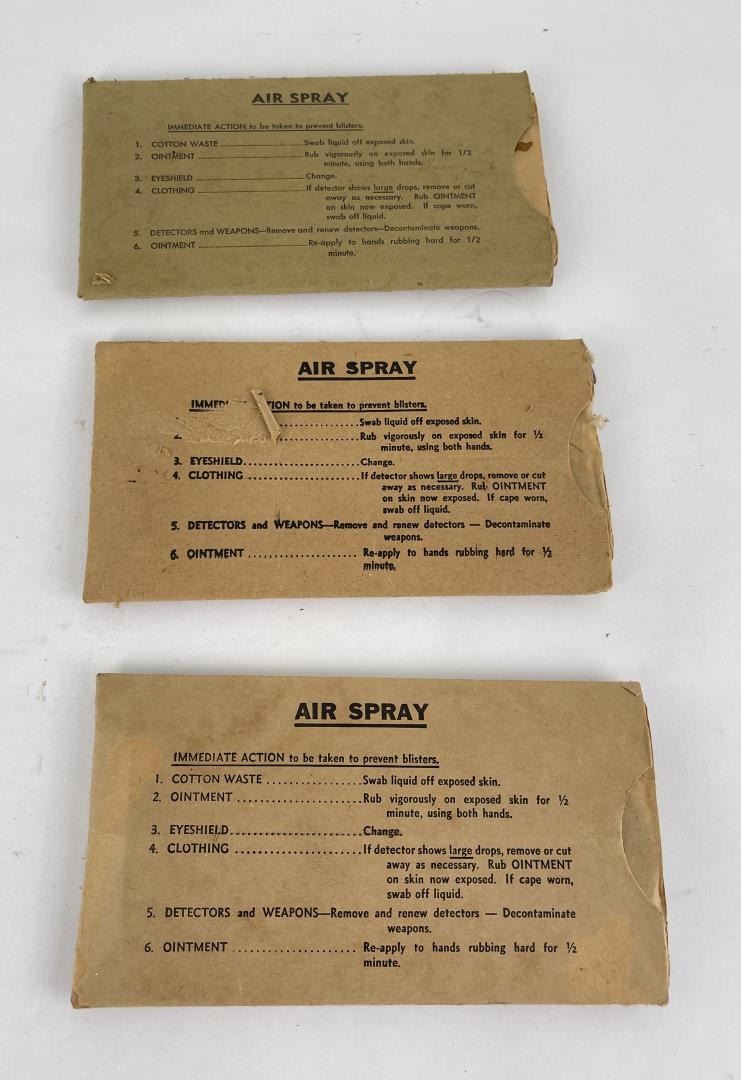 AIR SPRAY
IMMEDIATE ACTION to be taken to prevent blisters.
1. COTTON WASTE ........................ Swab liquid off exposed skin.
2. OINTMENT ........................ Rub vigorously on exposed skin for 1/2
minute, using both hands.
3. EYESHIELD ........................ Change.
4. CLOTHING ........................ If detector shows large drops, remove or cut
away as necessary. Rub OINTMENT
on skin now exposed. If cape worn,
swab off liquid.
5. DETECTORS and WEAPONS—Remove and renew detectors—Decontaminate weapons.
6. OINTMENT ........................ Re-apply to hands rubbing hard for 1/2
minute.
AIR SPRAY
IMMED TION to be taken to prevent blisters.
............... Swab liquid off exposed skin.
2. ............... Rub vigorously on exposed skin for ½
minute, using both hands.
3. EYESHIELD..................... Change.
4. CLOTHING ..................... If detector shows large drops, remove or cut
away as necessary. Rub OINTMENT
on skin now exposed. If cape worn,
swab off liquid.
5. DETECTORS and WEAPONS—Remove and renew detectors — Decontaminate
weapons.
6. OINTMENT .................... Re-apply to hands rubbing hard for ½
minute.
AIR SPRAY
IMMEDIATE ACTION to be taken to prevent blisters.
1. COTTON WASTE ................ Swab liquid off exposed skin.
2. OINTMENT ..................... Rub vigorously on exposed skin for ½
minute, using both hands.
3. EYESHIELD...................... Change.
4. CLOTHING ..................... If detector shows large drops, remove or cut
away as necessary. Rub OINTMENT
on skin now exposed. If cape worn,
swab off liquid.
5. DETECTORS and WEAPONS—Remove and renew detectors — Decontaminate
weapons.
6. OINTMENT ..................... Re-apply to hands rubbing hard for ½
minute.